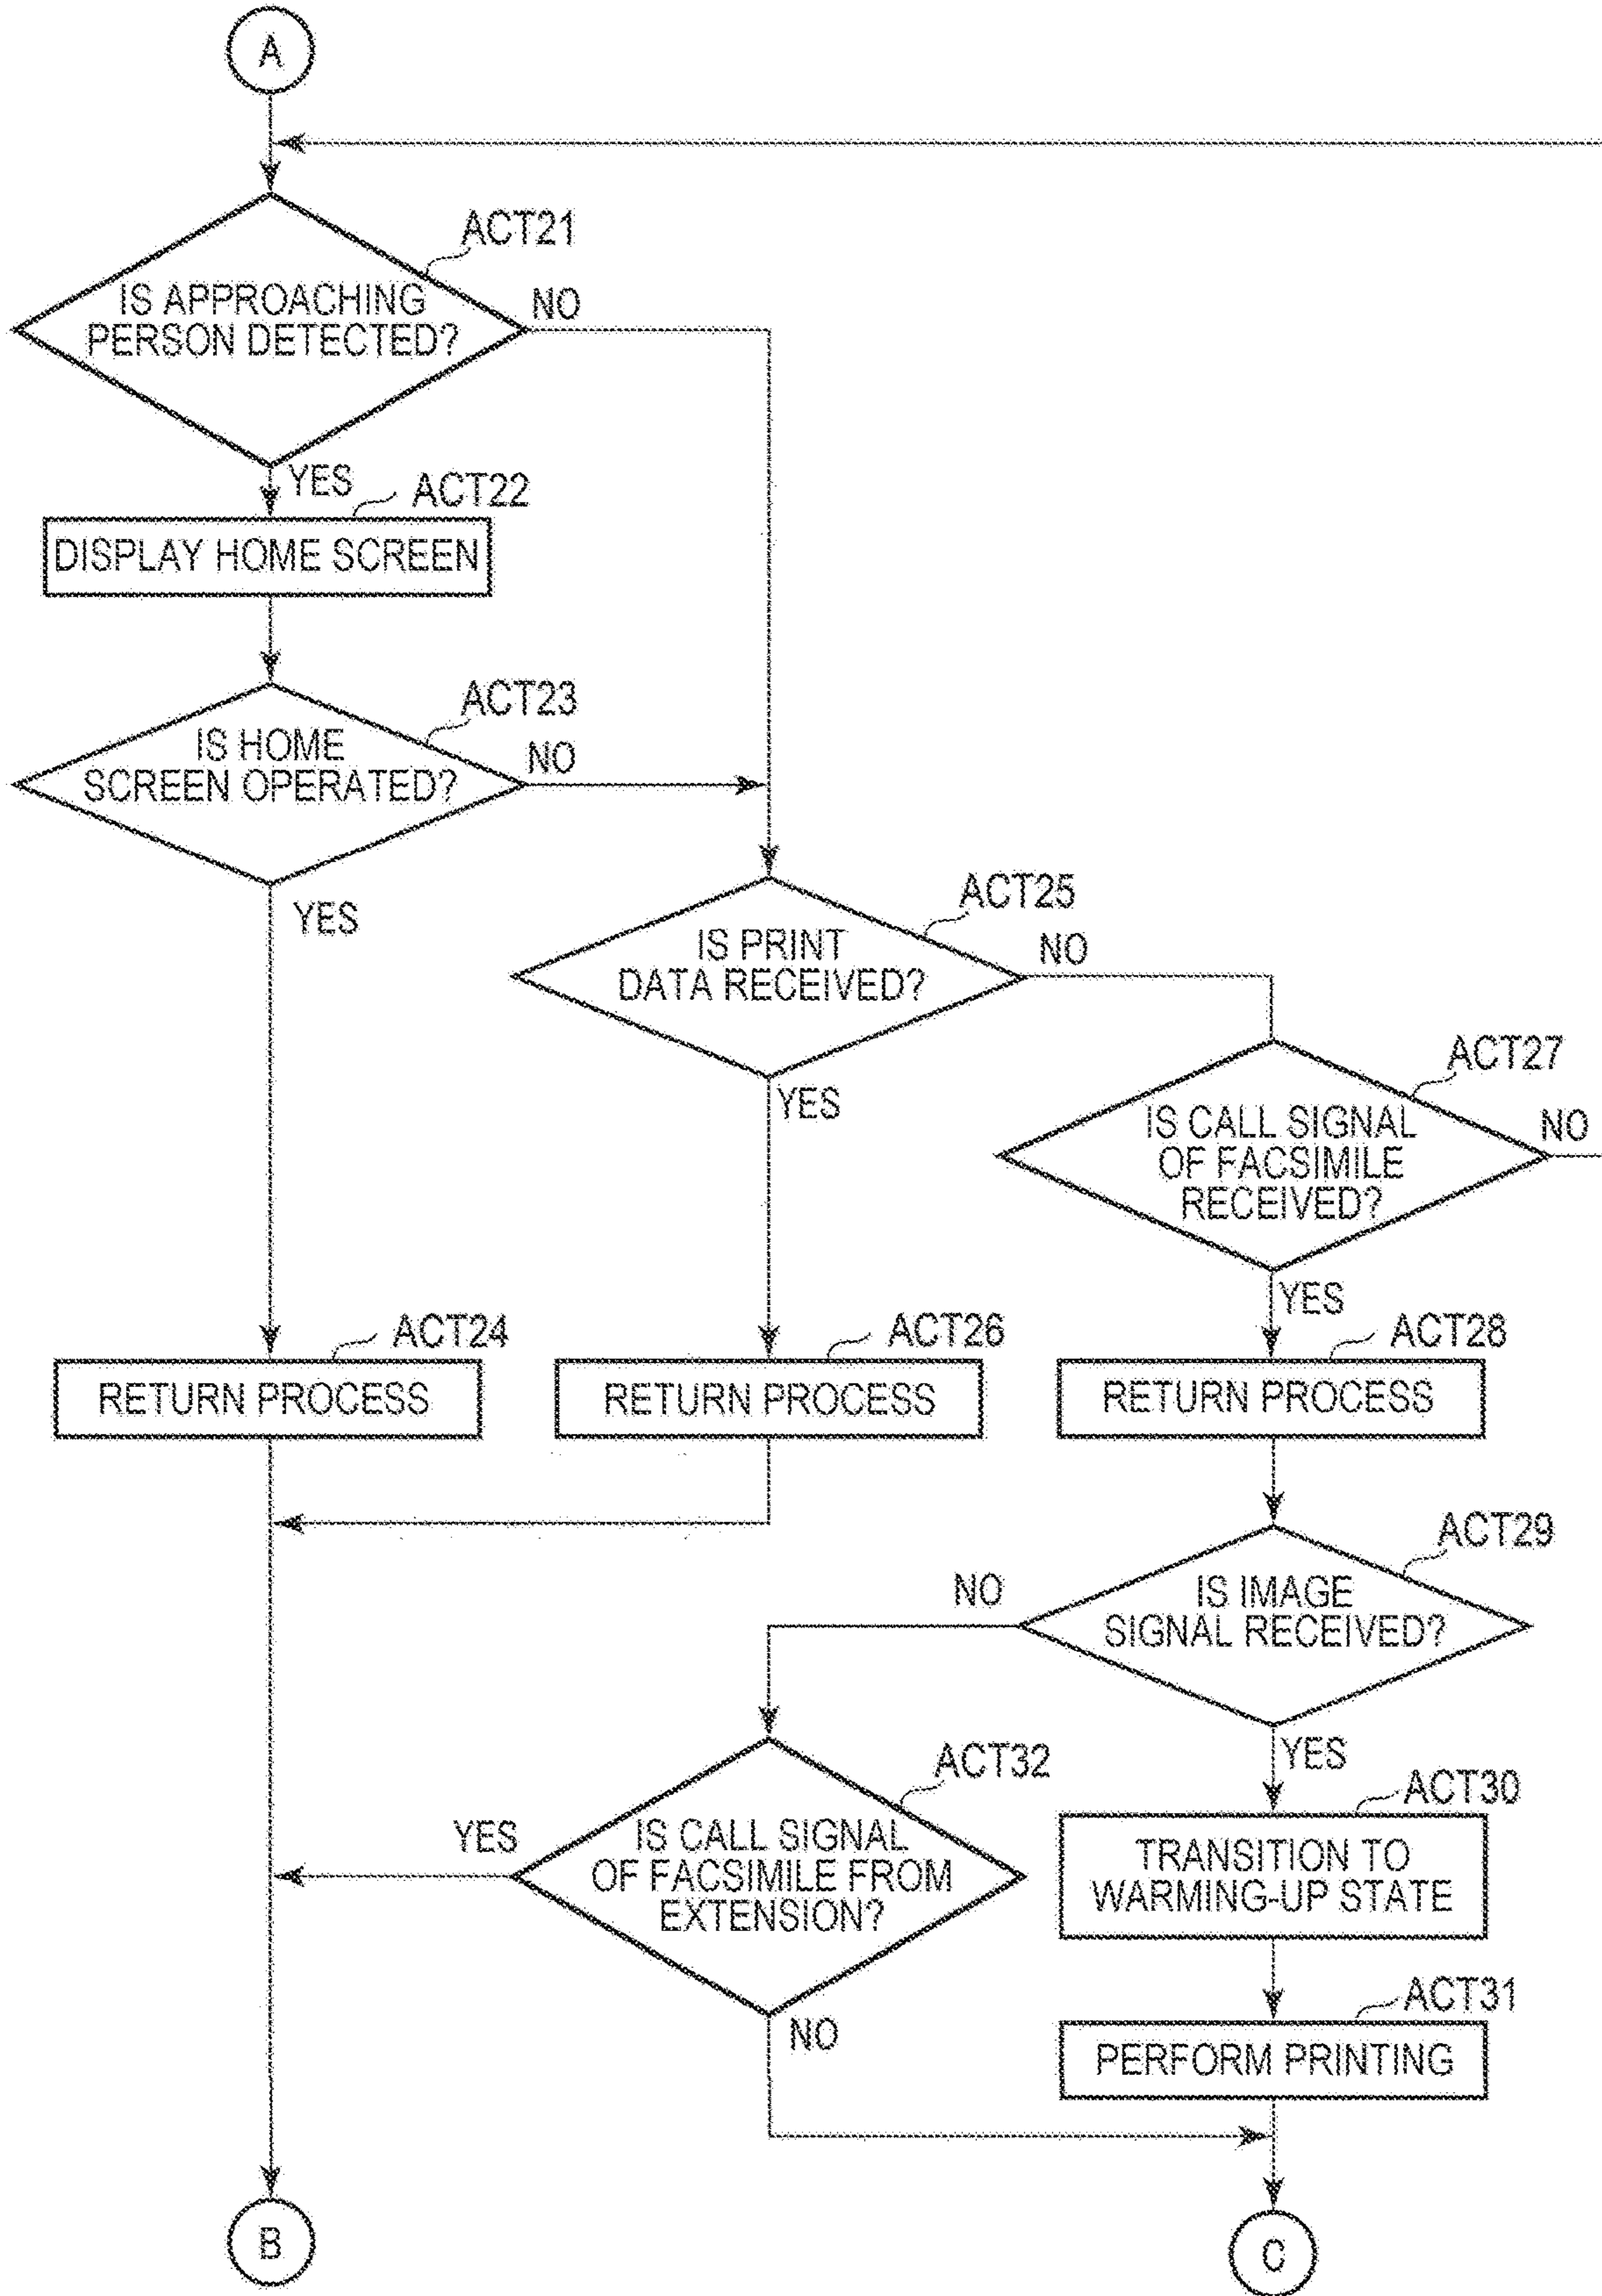 A
ACT21
IS APPROACHING
PERSON DETECTED?
NO
YES
ACT22
DISPLAY HOME SCREEN
ACT23
IS HOME
SCREEN OPERATED?
NO
YES
ACT25
IS PRINT
DATA RECEIVED?
NO
YES
ACT27
IS CALL SIGNAL
OF FACSIMILE
RECEIVED?
NO
YES
ACT24
RETURN PROCESS
ACT26
RETURN PROCESS
ACT28
RETURN PROCESS
ACT29
IS IMAGE
SIGNAL RECEIVED?
NO
YES
ACT32
IS CALL SIGNAL
OF FACSIMILE FROM
EXTENSION?
YES
NO
ACT30
TRANSITION TO
WARMING-UP STATE
ACT31
PERFORM PRINTING
B
C